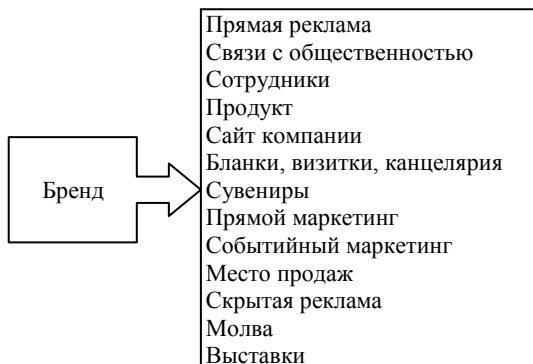 Прямая реклама
Связи с общественностью
Сотрудники
Продукт
Сайт компании
Бланки, визитки, канцелярия
Бренд
Сувениры
Прямой маркетинг
Событийный маркетинг
Место продаж
Скрытая реклама
Молва
Выставки